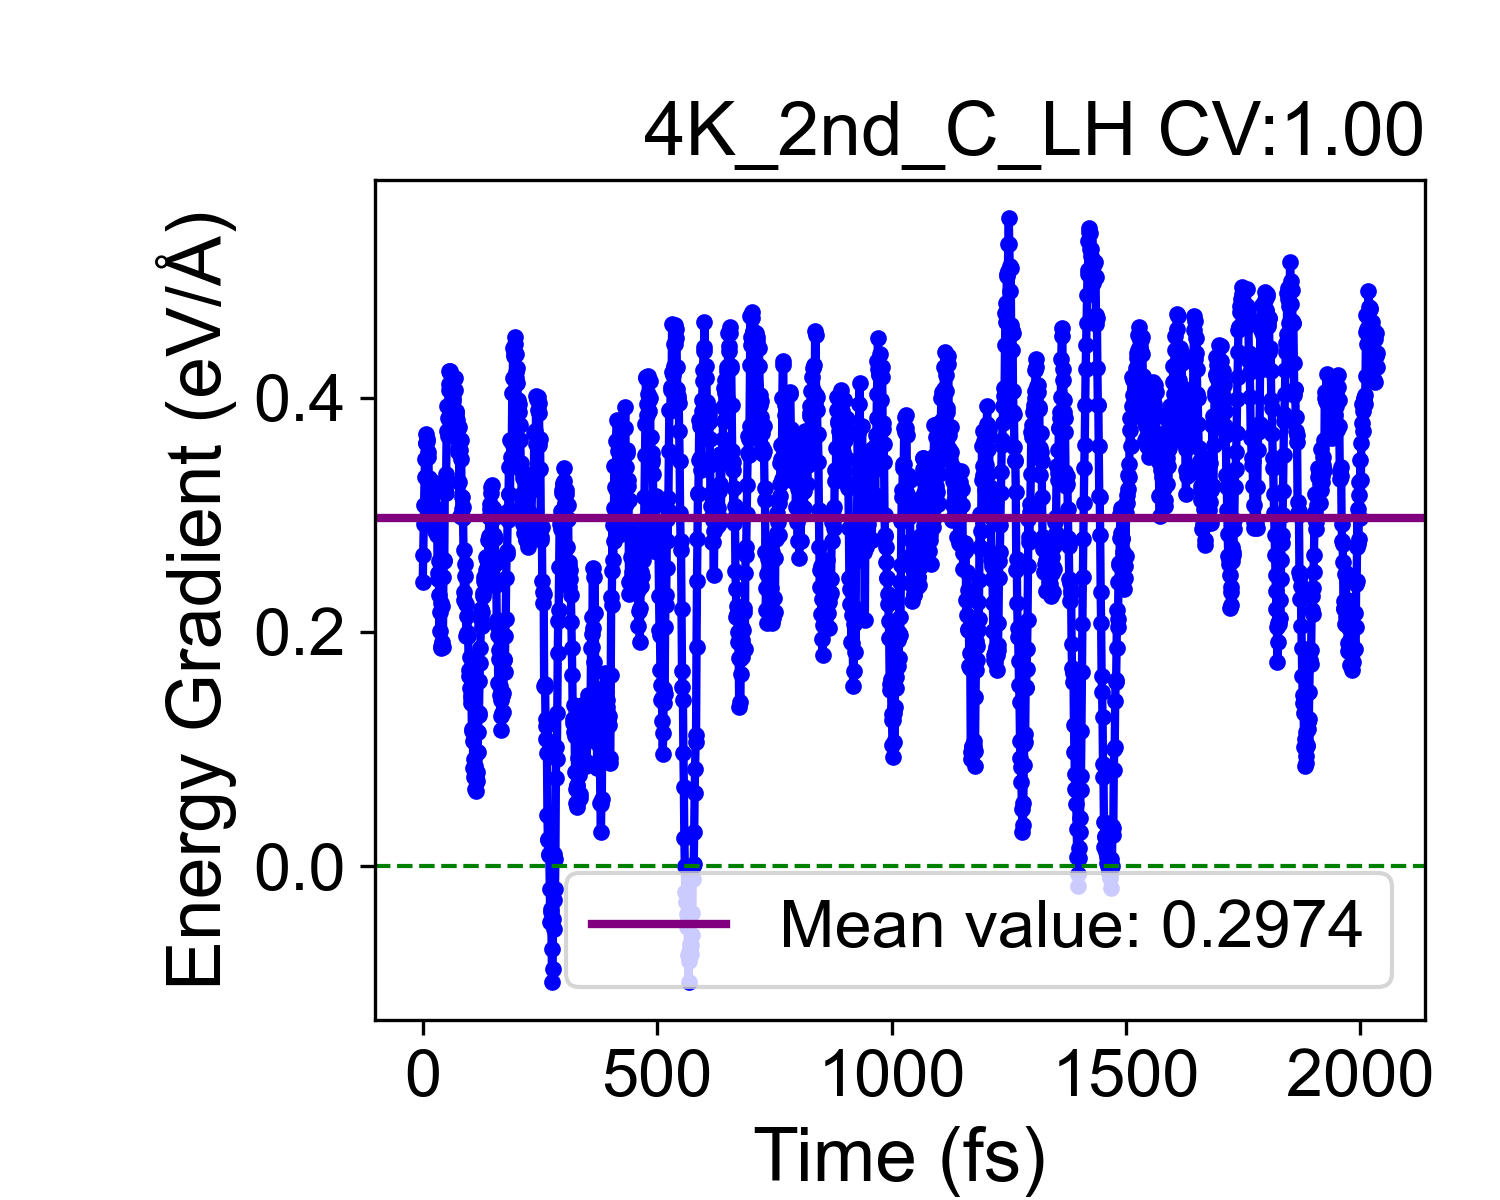 4K_2nd_C_LH CV:1.00
Energy Gradient (eV/Å)
0.4
0.2
0.0
Mean value: 0.2974
0 500 1000 1500 2000
Time (fs)